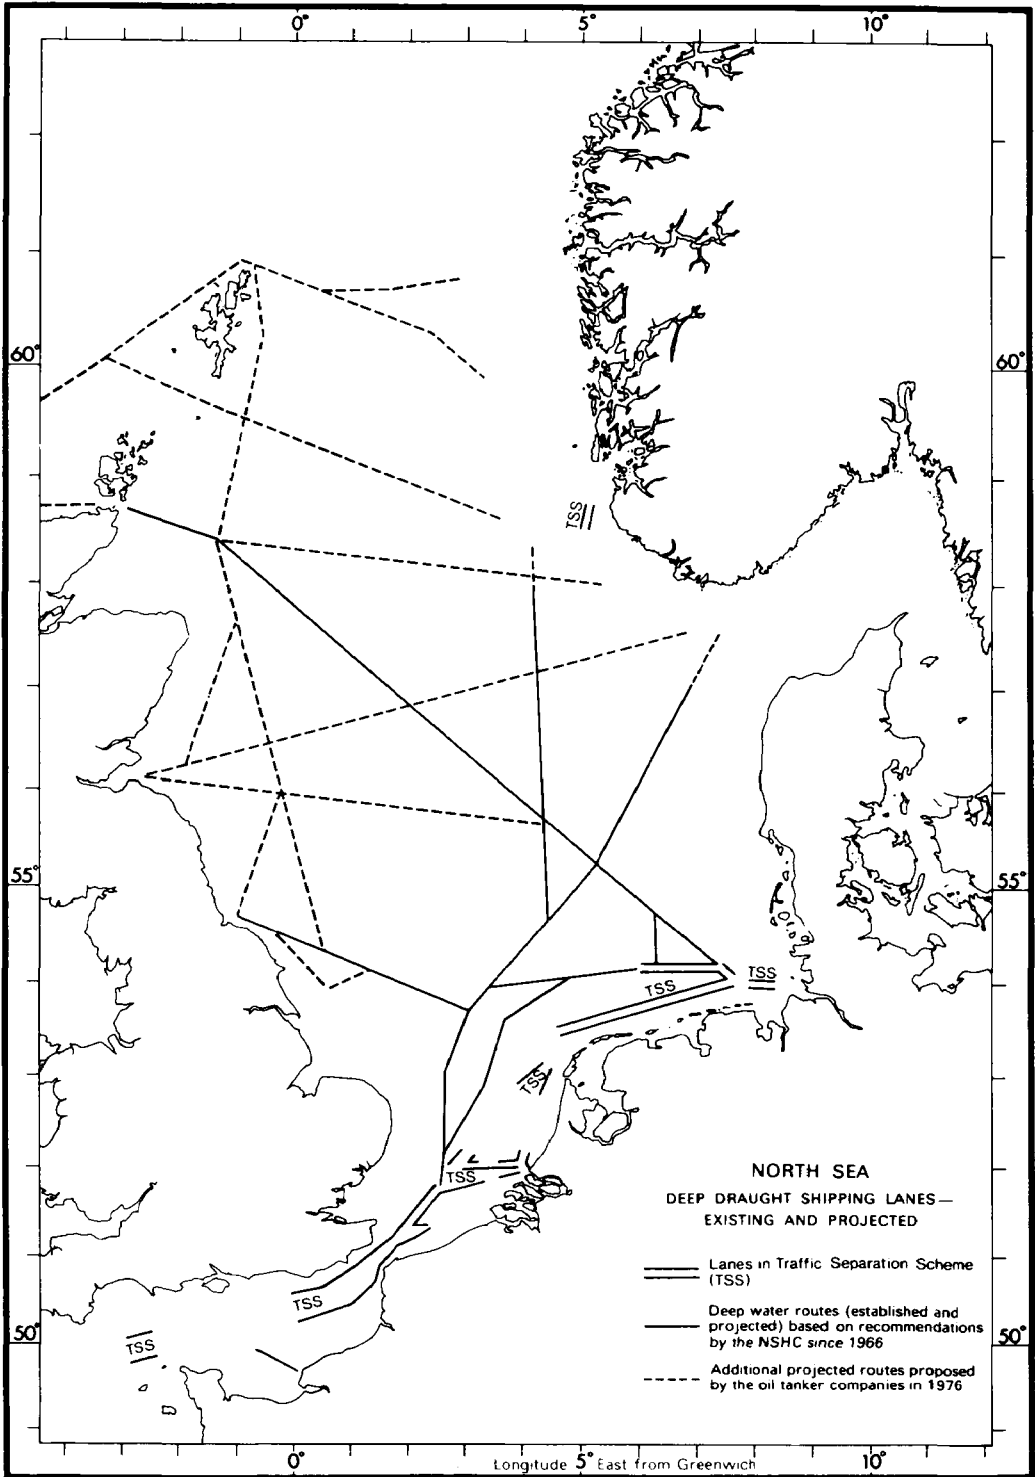 0° 5° 10°
60° 60°
TSS
55° 55°
TSS
TSS
TSS
TSS
TSS
TSS
50° 50°
NORTH SEA
DEEP DRAUGHT SHIPPING LANES—
EXISTING AND PROJECTED
Lanes in Traffic Separation Scheme
(TSS)
Deep water routes (established and
projected) based on recommendations
by the NSHC since 1966
Additional projected routes proposed
by the oil tanker companies in 1976
0° 5° 10°
Longitude East from Greenwich